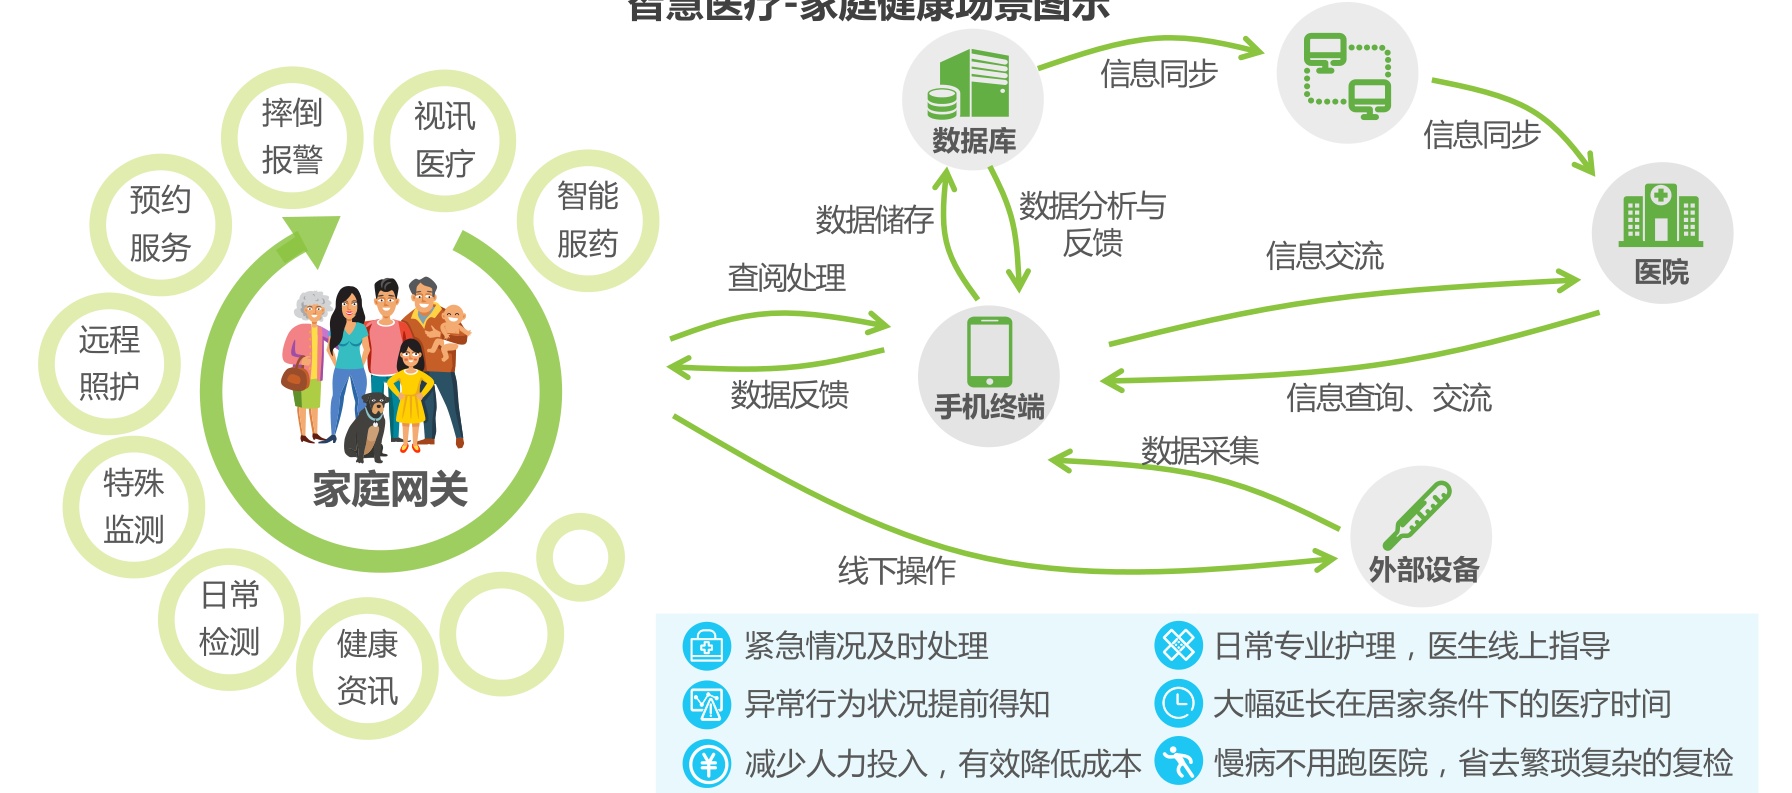 智慧医疗-家庭健康场景图示
摔倒
报警
视讯
医疗
智能
服药
预约
服务
远程
照护
特殊
监测
日常
检测
健康
资讯
家庭网关
数据库
信息同步
信息同步
医院
数据储存
数据分析与
反馈
查阅处理
数据反馈
手机终端
信息交流
信息查询、交流
数据采集
外部设备
线下操作
紧急情况及时处理
日常专业护理，医生线上指导
异常行为状况提前得知
大幅延长在居家条件下的医疗时间
减少人力投入，有效降低成本
慢病不用跑医院，省去繁琐复杂的复检